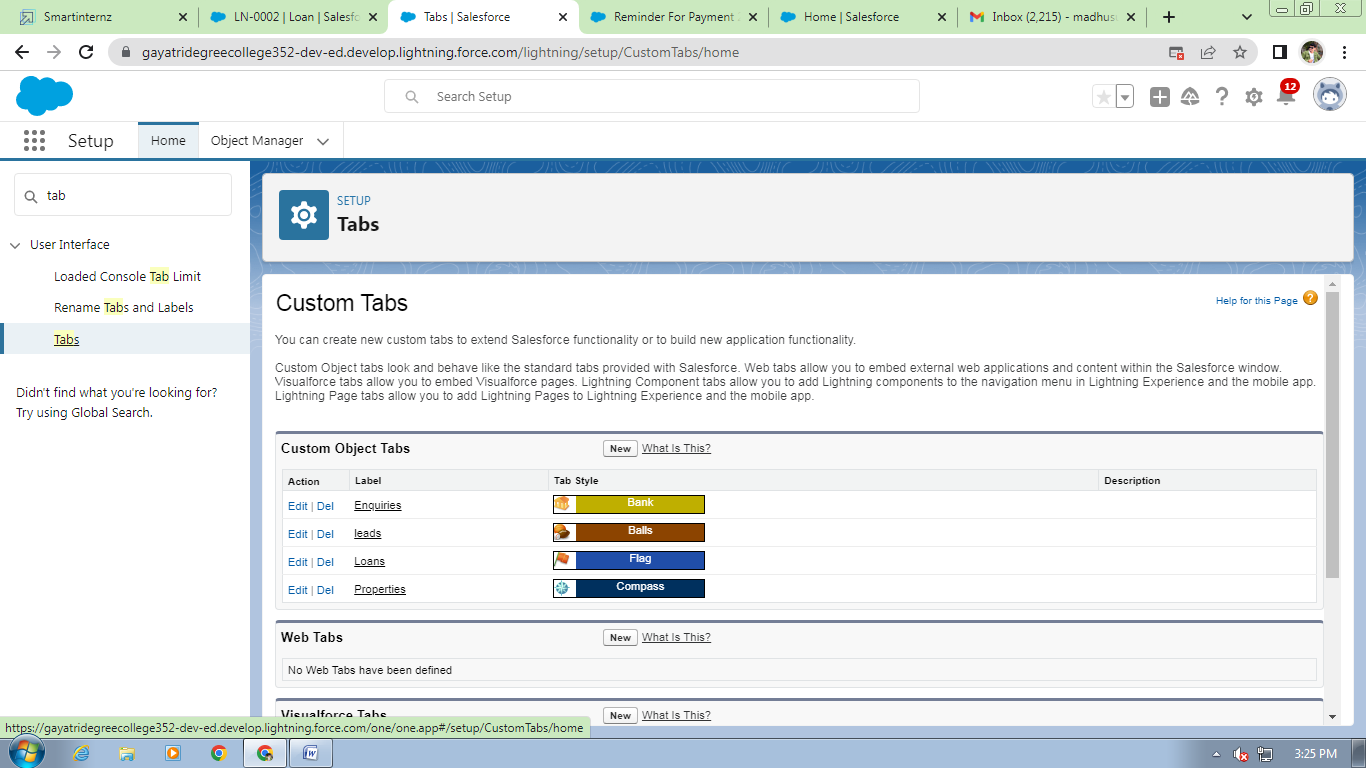 Smartinternz
LN-0002 | Loan | Salesfo
Tabs | Salesforce
Reminder For Payment
Home | Salesforce
Inbox (2,215) - madhus
gayatridegreecollege352-dev-ed.develop.lightning.force.com/lightning/setup/CustomTabs/home
Search Setup
12
Setup
Home
Object Manager
tab
User Interface
Loaded Console Tab Limit
Rename Tabs and Labels
Tabs
Didn't find what you're looking for?
Try using Global Search.
SETUP
Tabs
Custom Tabs
Help for this Page
You can create new custom tabs to extend Salesforce functionality or to build new application functionality.
Custom Object tabs look and behave like the standard tabs provided with Salesforce. Web tabs allow you to embed external web applications and content within the Salesforce window.
Visualforce tabs allow you to embed Visualforce pages. Lightning Component tabs allow you to add Lightning components to the navigation menu in Lightning Experience and the mobile app.
Lightning Page tabs allow you to add Lightning Pages to Lightning Experience and the mobile app.
Custom Object Tabs New What Is This?
Action Label Tab Style Description
Edit | Del Enquiries Bank
Edit | Del leads Balls
Edit | Del Loans Flag
Edit | Del Properties Compass
Web Tabs New What Is This?
No Web Tabs have been defined
Visualforce Tabs New What Is This?
https://gayatridegreecollege352-dev-ed.develop.lightning.force.com/one/one.app#/setup/CustomTabs/home
3:25 PM